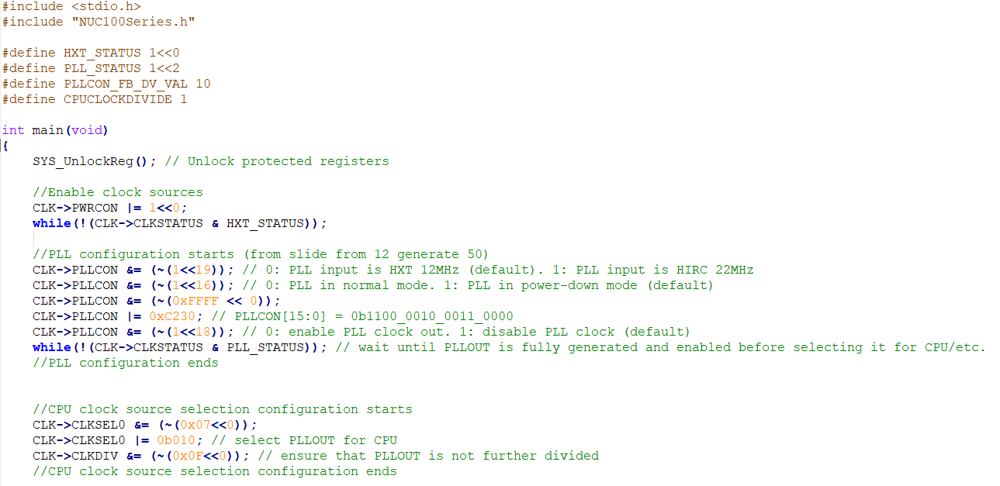 #include <stdio.h>
#include "NUC100Series.h"
#define HXT_STATUS 1<<0
#define PLL_STATUS 1<<2
#define PLLCON_FB_DV_VAL 10
#define CPUCLOCKDIVIDE 1
int main(void)
{
SYS_UnlockReg(); // Unlock protected registers
//Enable clock sources
CLK->PWRCON |= 1<<0;
while(!(CLK->CLKSTATUS & HXT_STATUS));
//PLL configuration starts (from slide from 12 generate 50)
CLK->PLLCON &= (~(1<<19)); // 0: PLL input is HXT 12MHz (default). 1: PLL input is HIRC 22MHz
CLK->PLLCON &= (~(1<<16)); // 0: PLL in normal mode. 1: PLL in power-down mode (default)
CLK->PLLCON &= (~(0xFFFF << 0));
CLK->PLLCON |= 0xC230; // PLLCON[15:0] = 0b1100_0010_0011_0000
CLK->PLLCON &= (~(1<<18)); // 0: enable PLL clock out. 1: disable PLL clock (default)
while(!(CLK->CLKSTATUS & PLL_STATUS)); // wait until PLLOUT is fully generated and enabled before selecting it for CPU/etc.
//PLL configuration ends
//CPU clock source selection configuration starts
CLK->CLKSEL0 &= (~(0x07<<0));
CLK->CLKSEL0 |= 0b010; // select PLLOUT for CPU
CLK->CLKDIV &= (~(0x0F<<0)); // ensure that PLLOUT is not further divided
//CPU clock source selection configuration ends